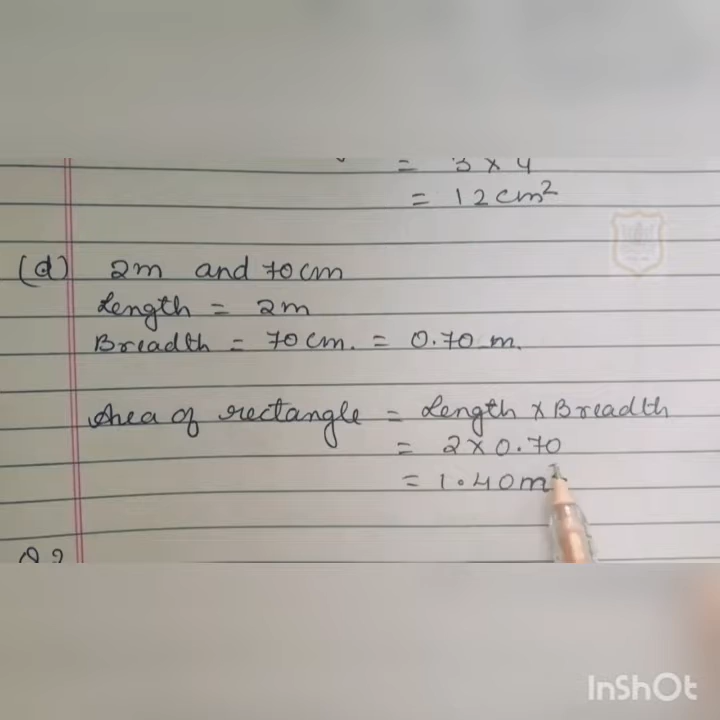 = 3 × 4
= 12 cm²
(d) 2m and 70 cm
Length = 2m
Breadth = 70 cm. = 0.70 m.
Area of rectangle = Length × Breadth
= 2 × 0.70
= 1.40 m²
Q 2
InShOt